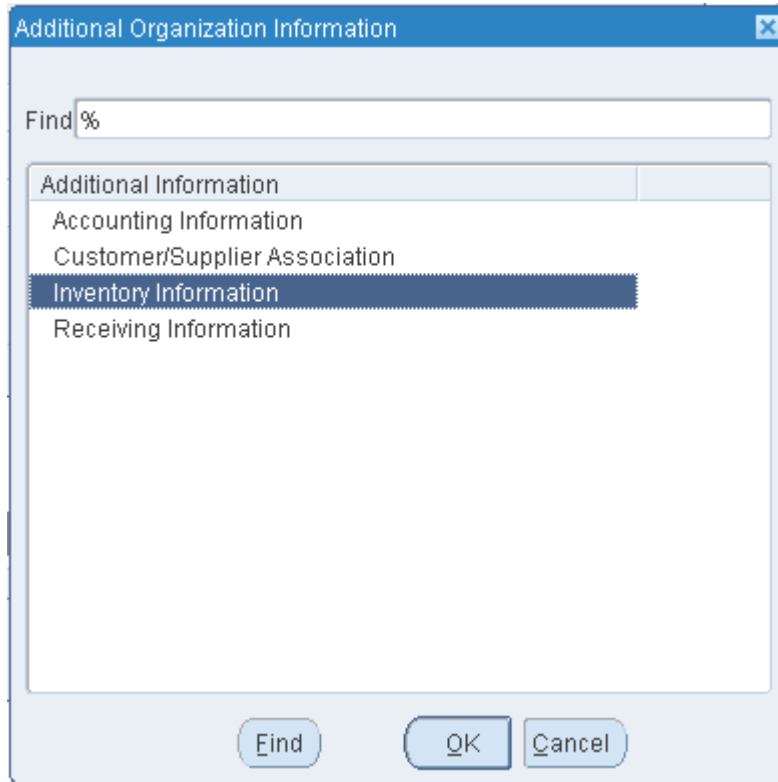 Additional Organization Information
Find %
Additional Information
Accounting Information
Customer/Supplier Association
Inventory Information
Receiving Information
Find OK Cancel